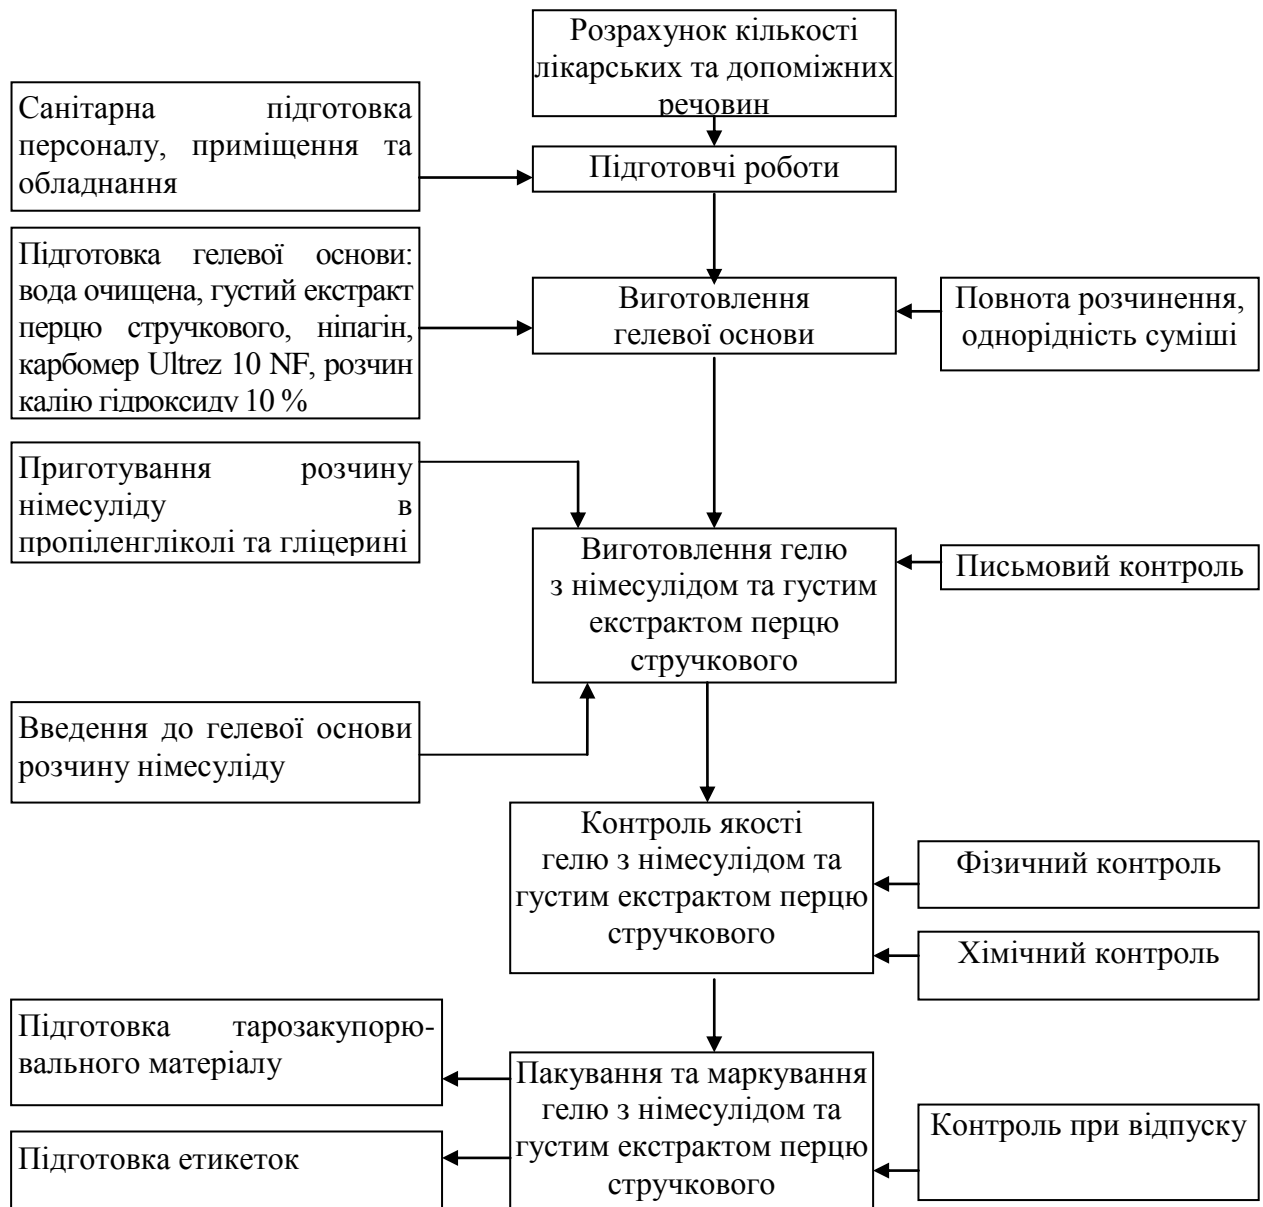 Розрахунок кількості
лікарських та допоміжних
речовин
Санітарна підготовка
персоналу, приміщення та
обладнання
Підготовчі роботи
Підготовка гелевої основи:
вода очищена, густий екстракт
перцю стручкового, ніпагін,
карбомер Ultrez 10 NF, розчин
калію гідроксиду 10 %
Виготовлення
гелевої основи
Повнота розчинення,
однорідність суміші
Приготування розчину
німесуліду в
пропіленгліколі та гліцерині
Виготовлення гелю
з німесулідом та густим
екстрактом перцю
стручкового
Письмовий контроль
Введення до гелевої основи
розчину німесуліду
Контроль якості
гелю з німесулідом та
густим екстрактом перцю
стручкового
Фізичний контроль
Хімічний контроль
Підготовка тарозакупорю-
вального матеріалу
Пакування та маркування
гелю з німесулідом та
густим екстрактом перцю
стручкового
Контроль при відпуску
Підготовка етикеток